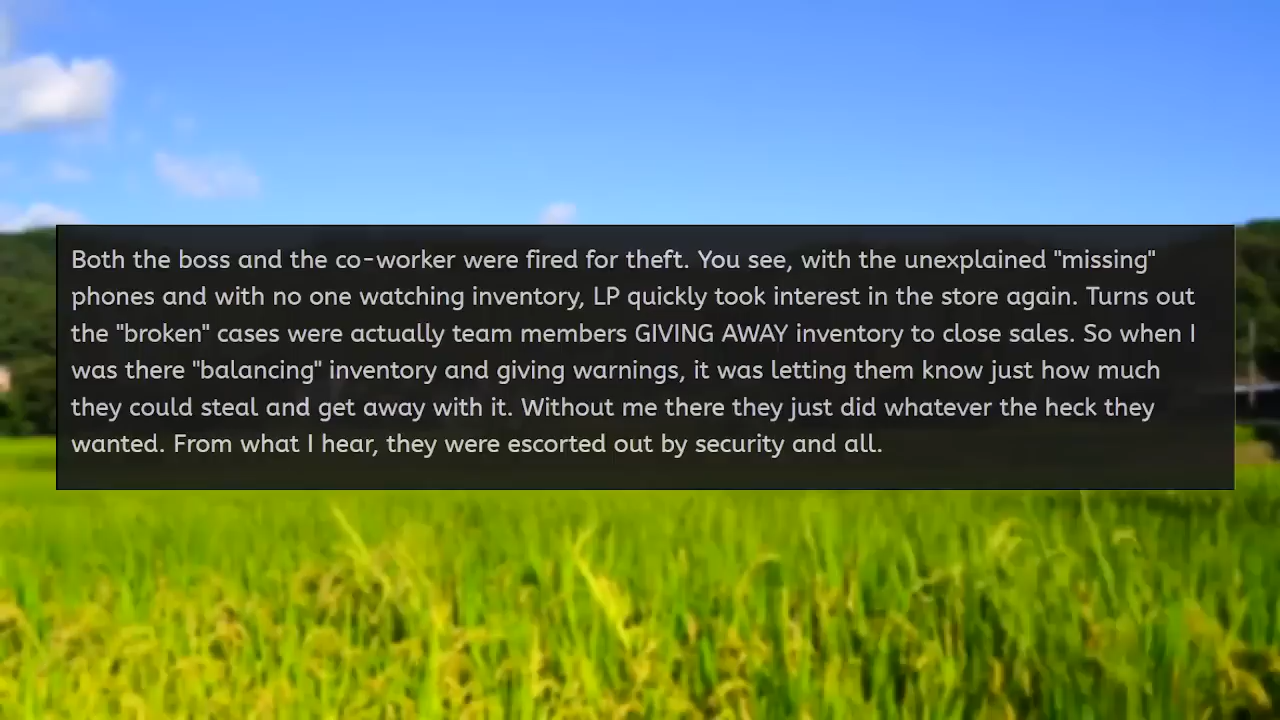 Both the boss and the co-worker were fired for theft. You see, with the unexplained "missing"
phones and with no one watching inventory, LP quickly took interest in the store again. Turns out
the "broken" cases were actually team members GIVING AWAY inventory to close sales. So when I
was there "balancing" inventory and giving warnings, it was letting them know just how much
they could steal and get away with it. Without me there they just did whatever the heck they
wanted. From what I hear, they were escorted out by security and all.